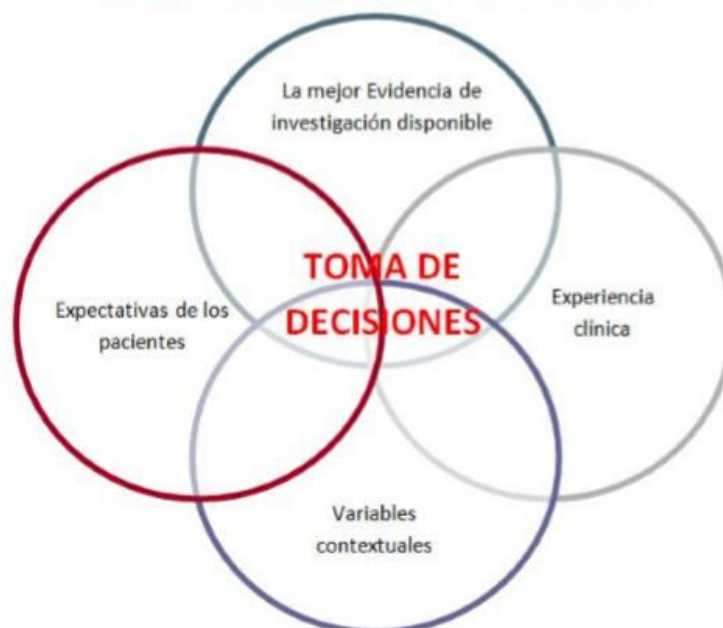 La mejor Evidencia de
investigación disponible
TOMA DE
DECISIONES
Expectativas de los
pacientes
Experiencia
clínica
Variables
contextuales